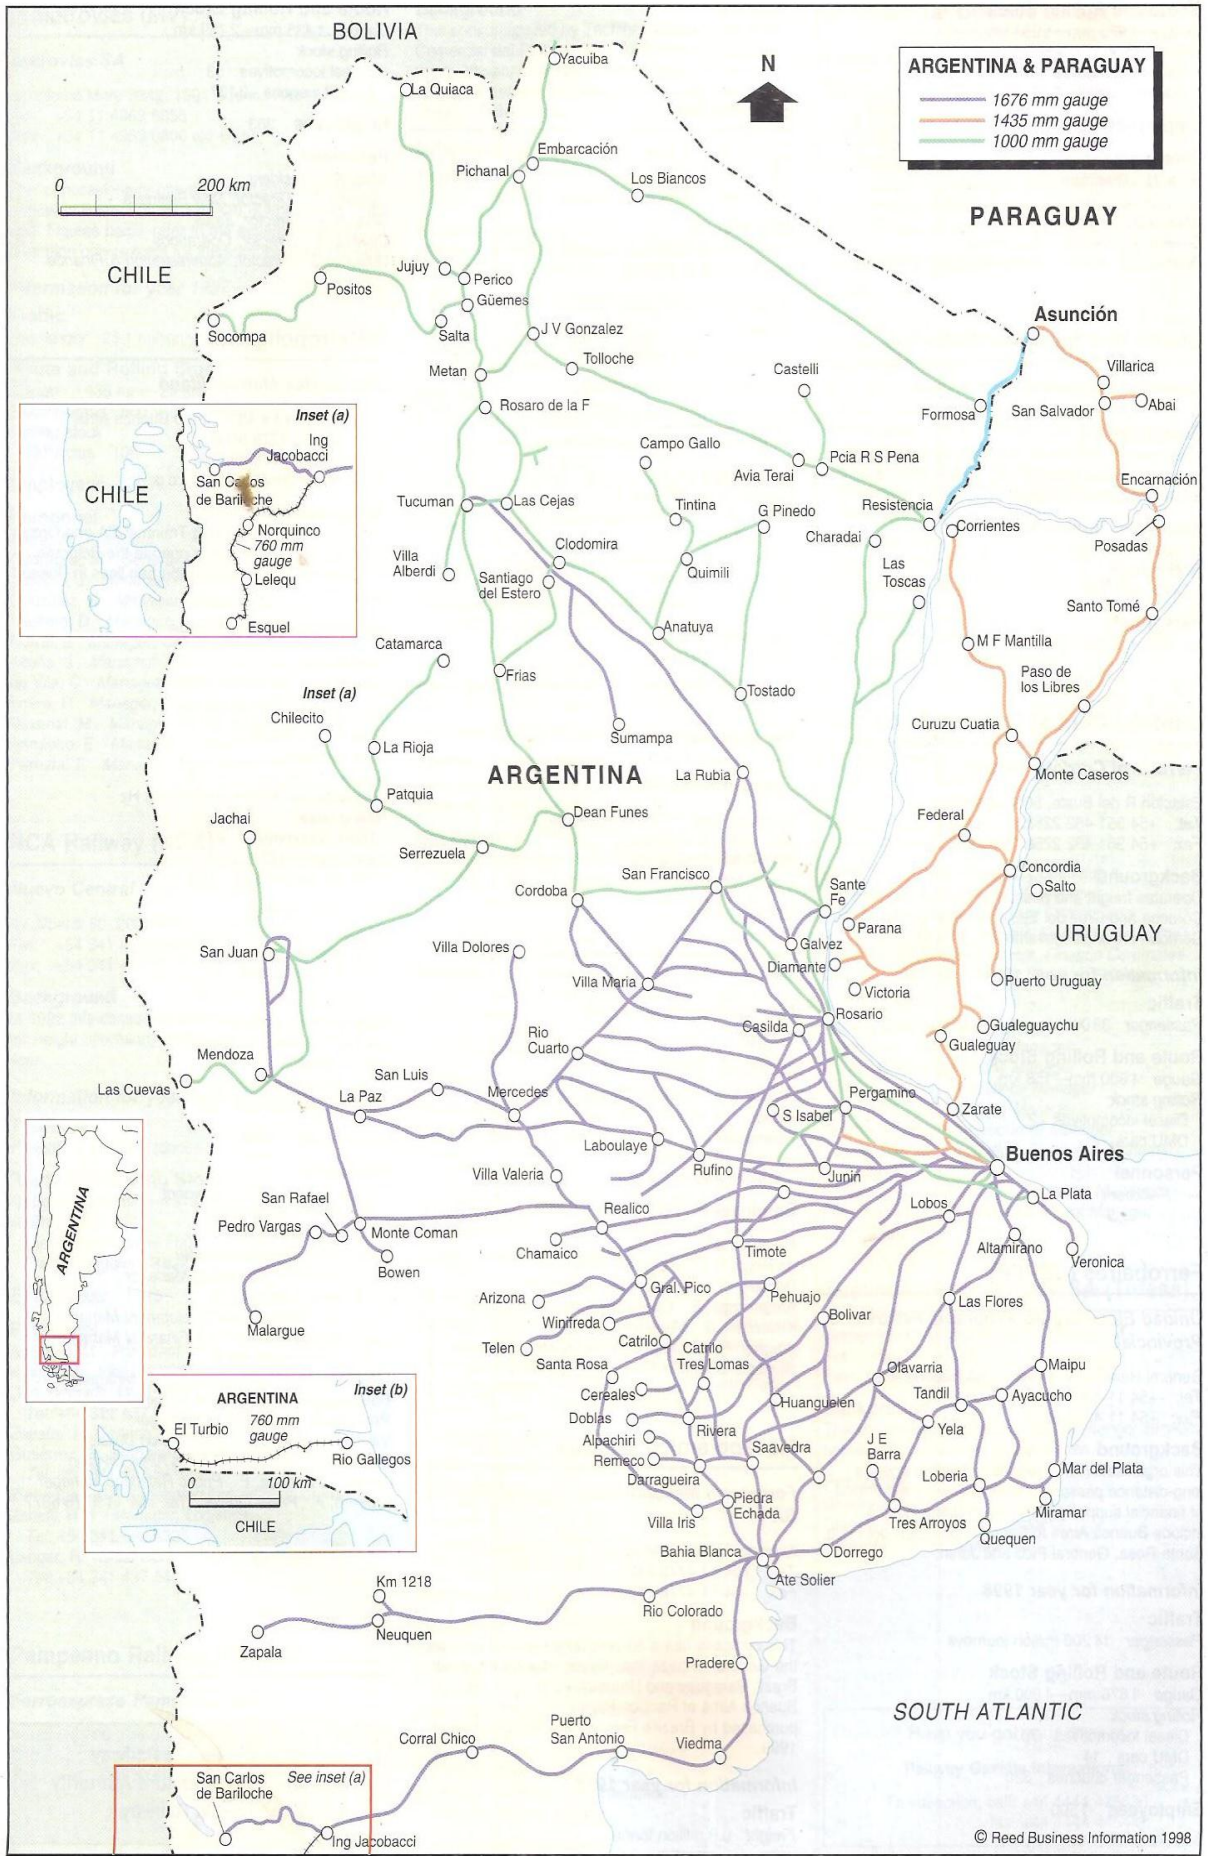 BOLIVIA
Yacuiba
La Quiaca
N
ARGENTINA & PARAGUAY
1676 mm gauge
1435 mm gauge
1000 mm gauge
0 200 km
Embarcación
Pichanal
Los Biancos
PARAGUAY
CHILE
Jujuy
Perico
Positos
Güemes
Socompa
Salta
J V Gonzalez
Asunción
Tolloche
Metan
Castelli
Villarica
Rosaro de la F
Formosa
San Salvador
Abai
Inset (a)
Ing
Jacobacci
CHILE
San Carlos
de Bariloche
Norquinco
760 mm
gauge
Lelequ
Esquel
Campo Gallo
Avia Terai
Pcia R S Pena
Encarnación
Tucuman
Las Cejas
Tintina
G Pinedo
Resistencia
Corrientes
Charadai
Posadas
Villa
Alberdi
Clodomira
Santiago
del Estero
Quimili
Las
Toscas
Santo Tomé
Anatuya
M F Mantilla
Catamarca
Frias
Paso de
los Libres
Inset (a)
Tostado
Chilecito
La Rioja
Sumampa
Curuzu Cuatia
ARGENTINA
La Rubia
Monte Caseros
Patquia
Dean Funes
Federal
Jachai
Serrezuela
San Francisco
Concordia
Cordoba
Sante
Fe
Salto
Parana
URUGUAY
San Juan
Villa Dolores
Galvez
Diamante
Villa Maria
Victoria
Puerto Uruguay
Rosario
Casilda
Gualeguaychu
Gualeguay
Rio
Cuarto
Mendoza
Las Cuevas
San Luis
La Paz
Mercedes
Pergamino
Zarate
S Isabel
Laboulaye
Buenos Aires
Rufino
Junin
Villa Valeria
La Plata
San Rafael
Realico
Lobos
Pedro Vargas
Monte Coman
Chamaico
Timote
Altamirano
Veronica
Bowen
ARGENTINA
Gral. Pico
Arizona
Pehuajo
Las Flores
Malargue
Winifreda
Bolivar
Telen
Catrilo
Catrilo
Tres Lomas
Santa Rosa
Olavarria
Maipu
Cereales
Huanguelen
Tandil
Ayacucho
ARGENTINA
Inset (b)
El Turbio
760 mm
gauge
Rio Gallegos
0 100 km
CHILE
Doblas
Rivera
Yela
Alpachiri
Saavedra
J E
Barra
Remeco
Mar del Plata
Darragueira
Loberia
Piedra
Echada
Miramar
Villa Iris
Tres Arroyos
Quequen
Bahia Blanca
Dorrego
Ate Solier
Km 1218
Rio Colorado
Neuquen
Zapala
Pradere
SOUTH ATLANTIC
Puerto
San Antonio
Corral Chico
Viedma
San Carlos
de Bariloche
See inset (a)
Ing Jacobacci
© Reed Business Information 1998